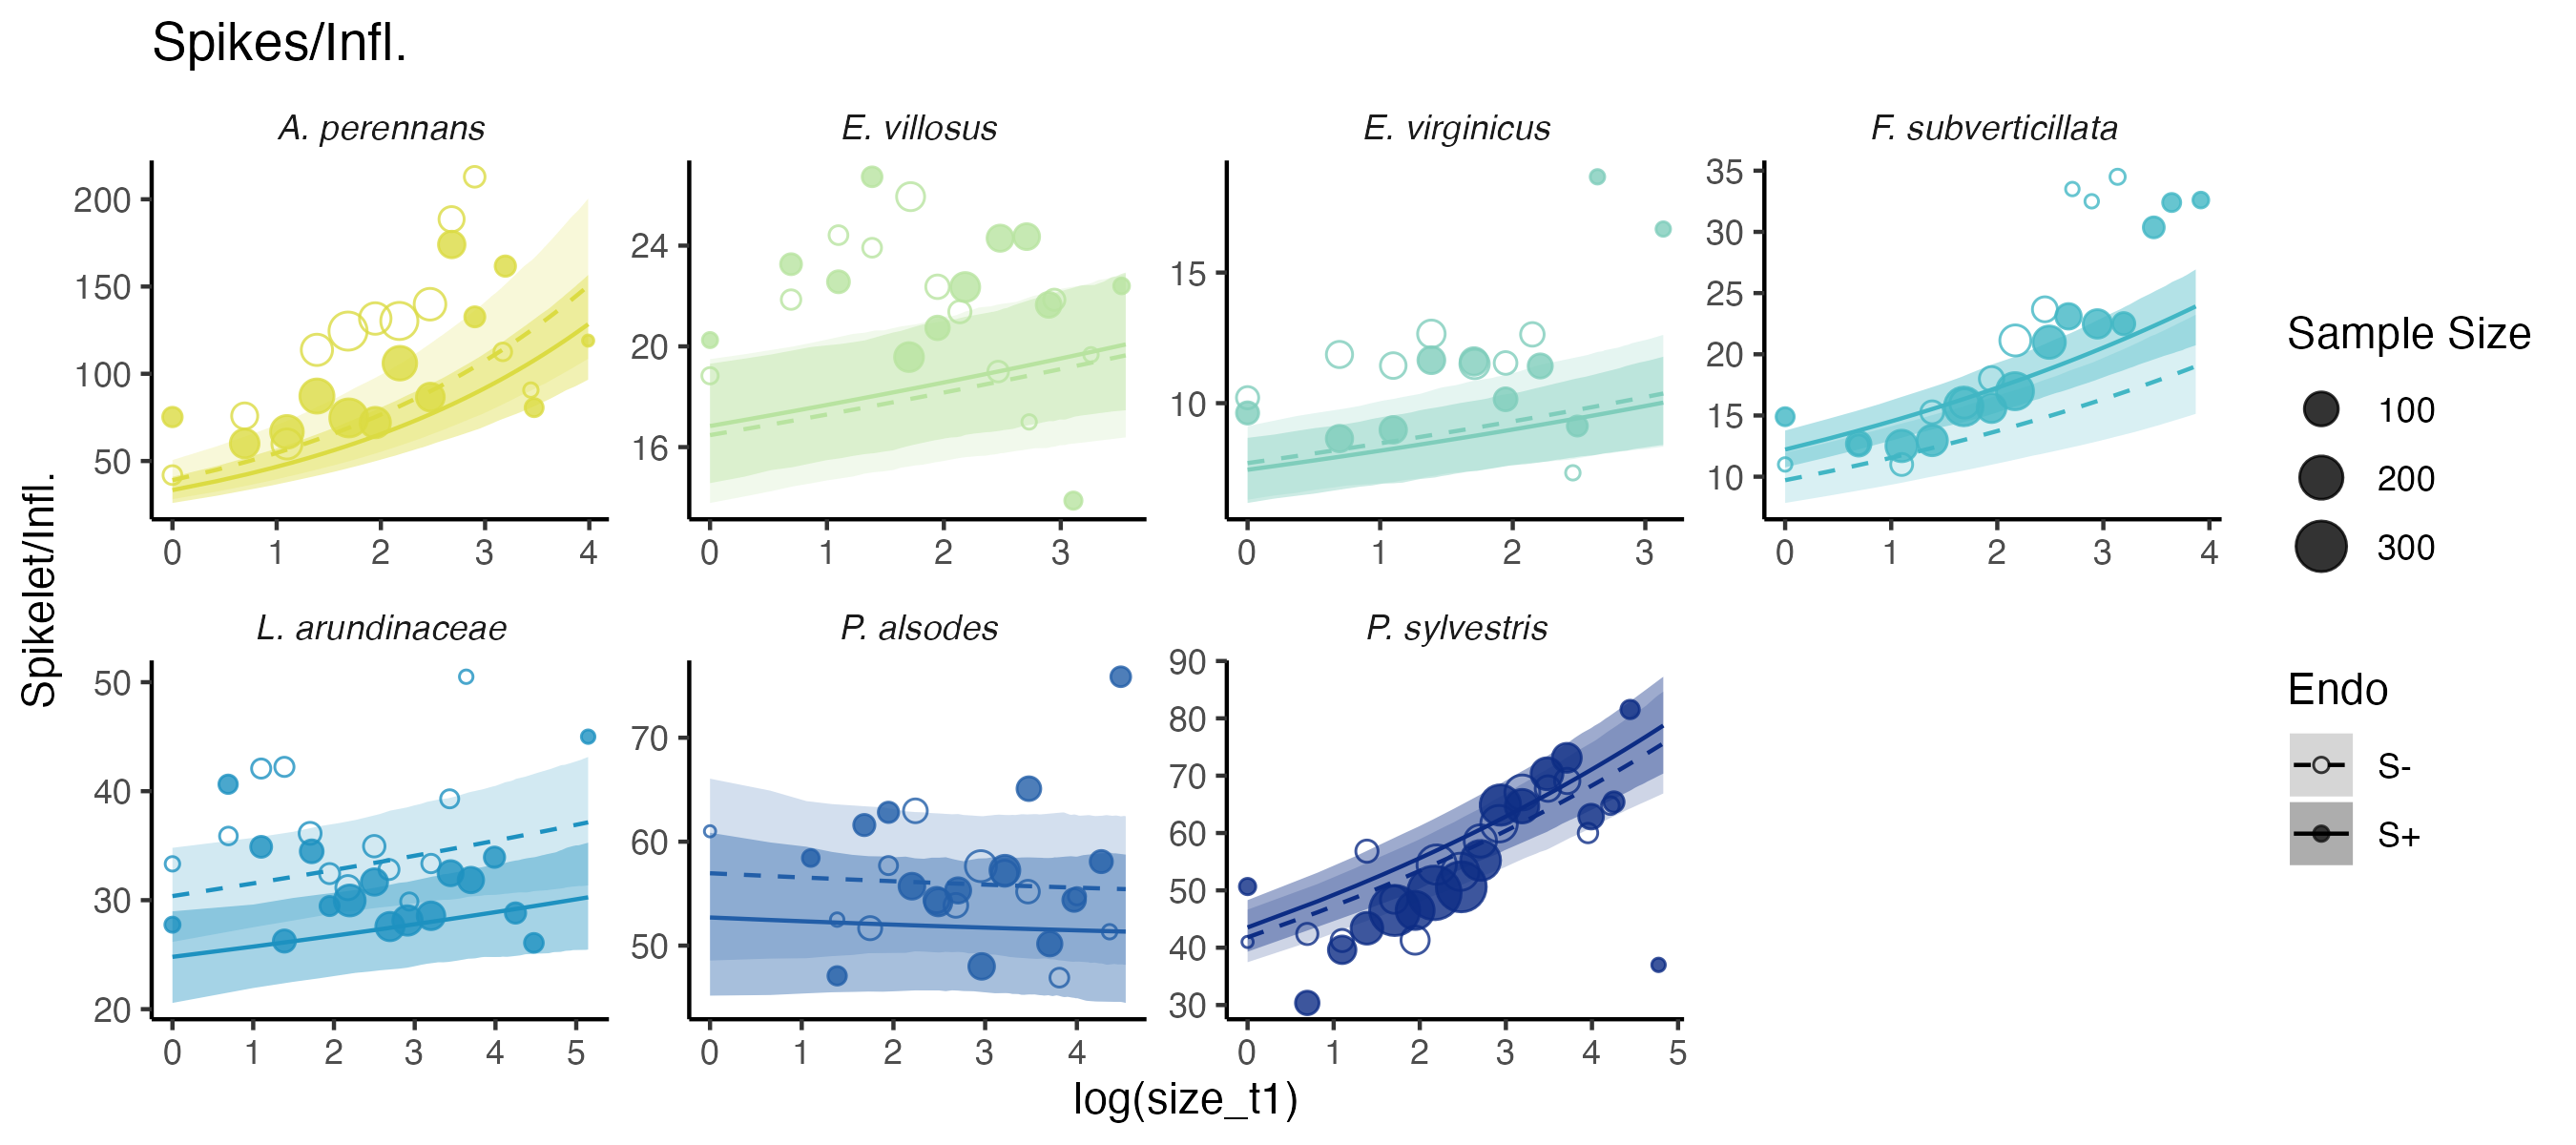 Spikes/Infl.
A. perennans
E. villosus
E. virginicus
F. subverticillata
200
150
100
50
0 1 2 3 4
24
20
16
0 1 2 3
15
10
0 1 2 3
35
30
25
20
15
10
0 1 2 3 4
L. arundinaceae
P. alsodes
P. sylvestris
50
40
30
20
0 1 2 3 4 5
70
60
50
0 1 2 3 4
90
80
70
60
50
40
30
0 1 2 3 4 5
Spikelet/Infl.
log(size_t1)
Sample Size
100
200
300
Endo
S-
S+